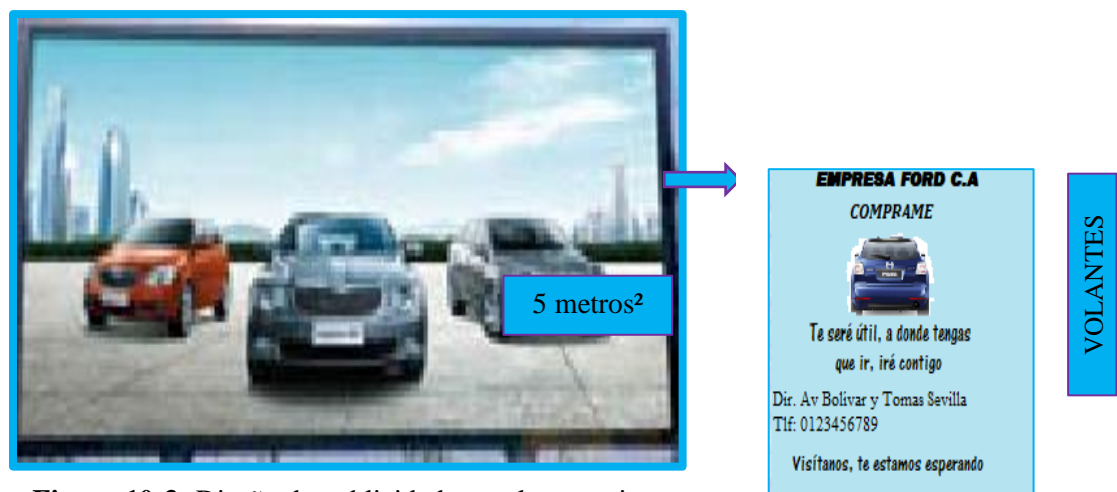 5 metros²
EMPRESA FORD C.A
COMPRAME
Te seré útil, a donde tengas
que ir, iré contigo
Dir. Av Bolivar y Tomas Sevilla
Tlf: 0123456789
Visítanos, te estamos esperando
VOLANTES